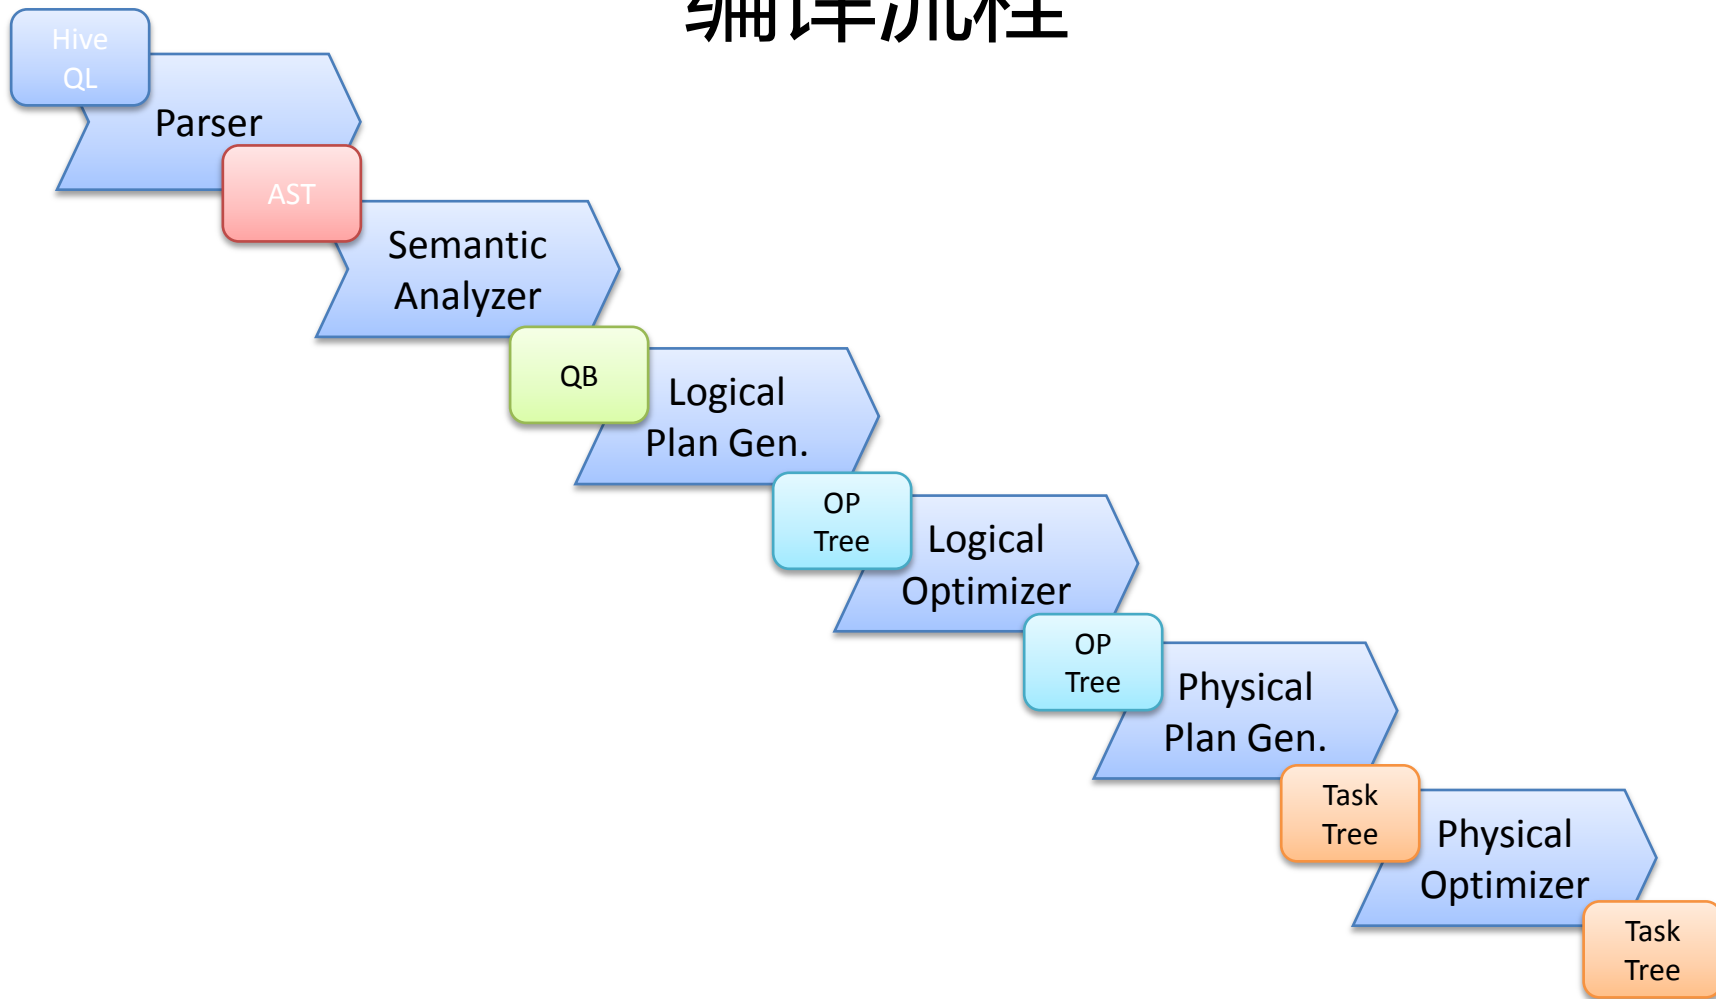 编译流程
Hive
QL
Parser
AST
Semantic
Analyzer
QB
Logical
Plan Gen.
OP
Tree
Logical
Optimizer
OP
Tree
Physical
Plan Gen.
Task
Tree
Physical
Optimizer
Task
Tree